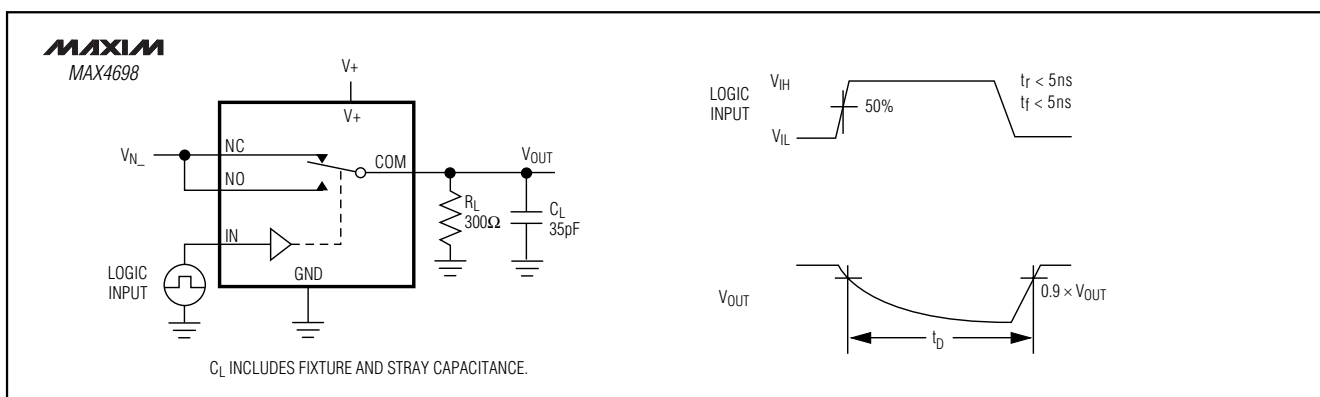 MAXIM
MAX4698
V+
V+
V_N_
NC
NO
COM
V_OUT
R_L
300Ω
C_L
35pF
IN
GND
LOGIC
INPUT
C_L INCLUDES FIXTURE AND STRAY CAPACITANCE.
LOGIC
INPUT
V_IH
V_IL
50%
t_r < 5ns
t_f < 5ns
V_OUT
0.9 × V_OUT
t_D